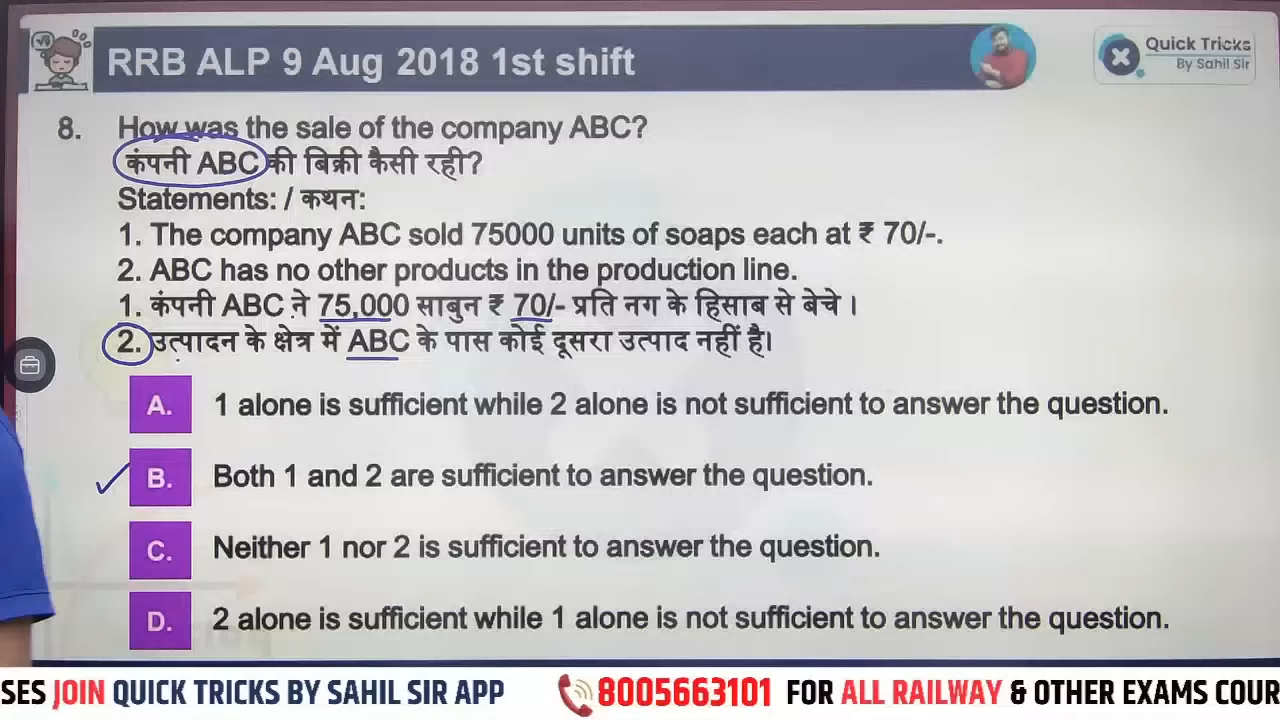 RRB ALP 9 Aug 2018 1st shift
Quick Tricks
By Sahil Sir
8. How was the sale of the company ABC?
कंपनी ABC की बिक्री कैसी रही?
Statements: / कथन:
1. The company ABC sold 75000 units of soaps each at ₹ 70/-.
2. ABC has no other products in the production line.
1. कंपनी ABC ने 75,000 साबुन ₹ 70/- प्रति नग के हिसाब से बेचे ।
2. उत्पादन के क्षेत्र में ABC के पास कोई दूसरा उत्पाद नहीं है।
A. 1 alone is sufficient while 2 alone is not sufficient to answer the question.
B. Both 1 and 2 are sufficient to answer the question.
C. Neither 1 nor 2 is sufficient to answer the question.
D. 2 alone is sufficient while 1 alone is not sufficient to answer the question.
SES JOIN QUICK TRICKS BY SAHIL SIR APP 8005663101 FOR ALL RAILWAY & OTHER EXAMS COUR